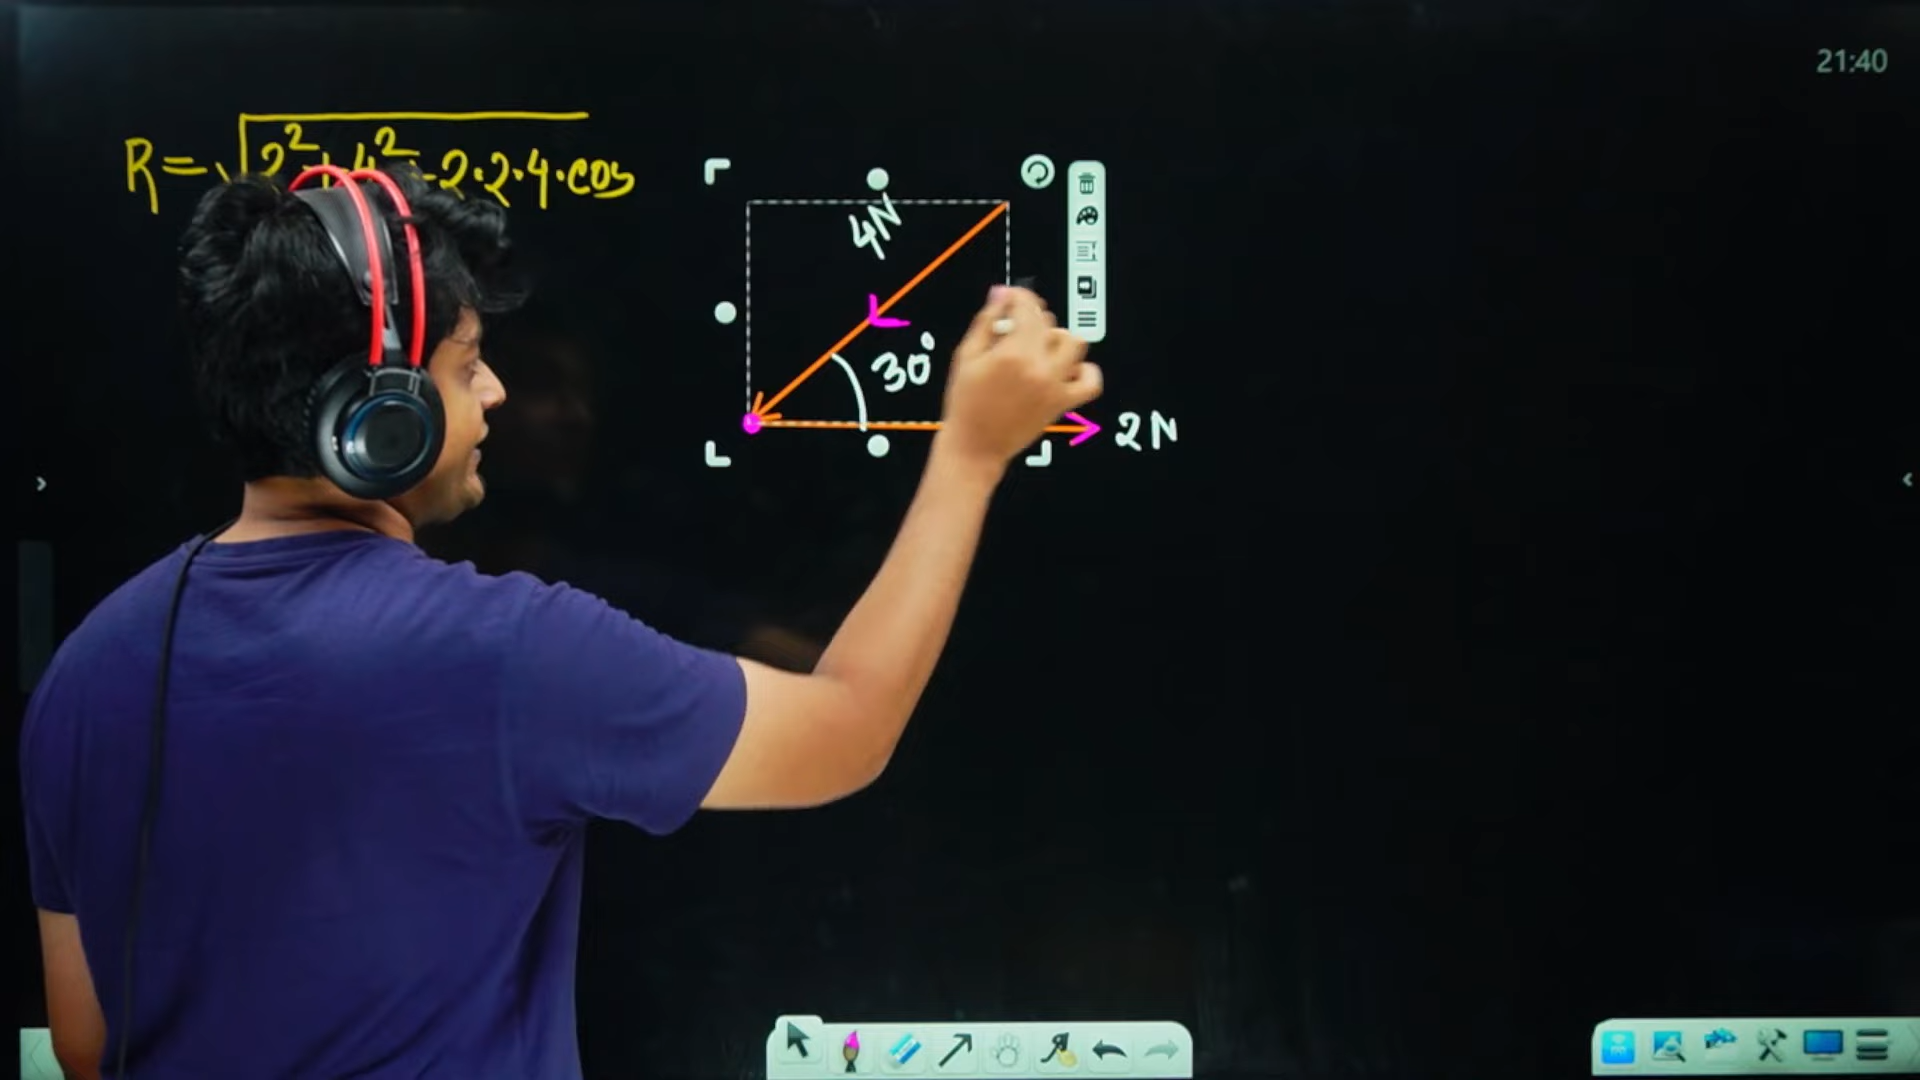 21:40
R = √2² + 4² + 2·2·4·cos
4N
30°
2N